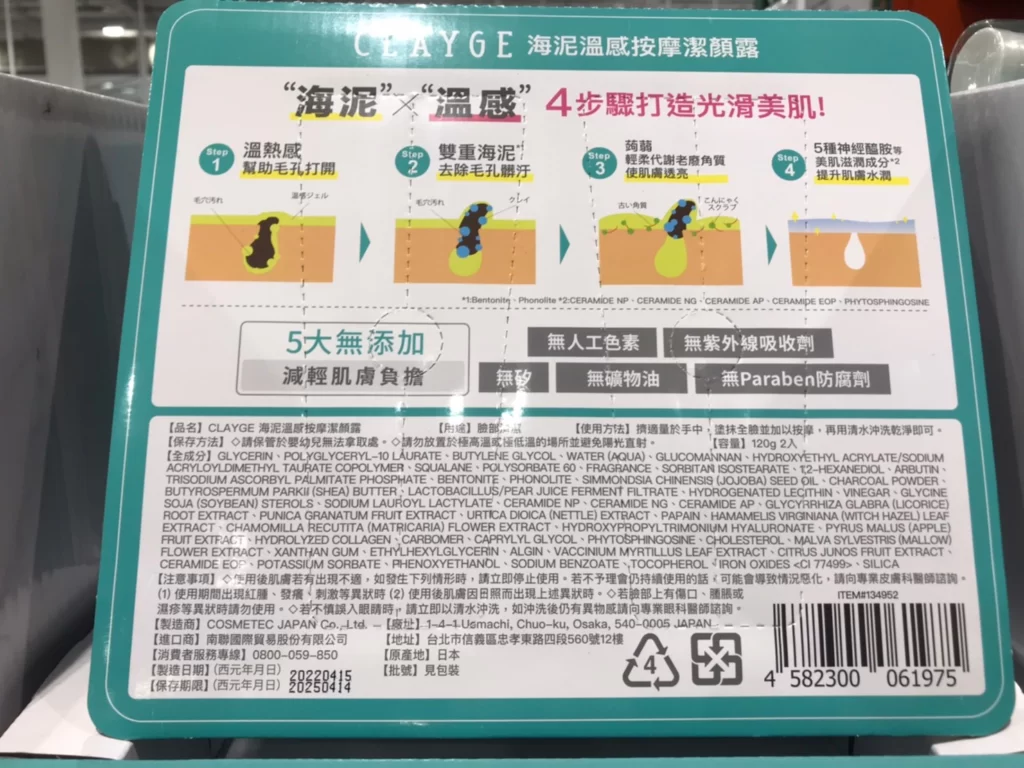 CLAYGE 海泥溫感按摩潔顏露
“海泥”×“溫感” 4步驟打造光滑美肌!
Step 1 溫熱感
幫助毛孔打開
Step 2 雙重海泥*¹
去除毛孔髒汙
Step 3 蒟蒻
輕柔代謝老廢角質
使肌膚透亮
Step 4 5種神經醯胺等
美肌滋潤成分*²
提升肌膚水潤
毛穴汚れ 温感ジェル
毛穴汚れ クレイ
古い角質 こんにゃくスクラブ
*1:Bentonite、Phonolite *2:CERAMIDE NP、CERAMIDE NG、CERAMIDE AP、CERAMIDE EOP、PHYTOSPHINGOSINE
5大無添加
減輕肌膚負擔
無人工色素 無紫外線吸收劑
無矽 無礦物油 無Paraben防腐劑
【品名】CLAYGE 海泥溫感按摩潔顏露 【用途】臉部清潔 【使用方法】擠適量於手中，塗抹全臉並加以按摩，再用清水沖洗乾淨即可。
【保存方法】◇請保管於嬰幼兒無法拿取處。◇請勿放置於極高溫或極低溫的場所並避免陽光直射。 【容量】120g 2入
【全成分】GLYCERIN、POLYGLYCERYL-10 LAURATE、BUTYLENE GLYCOL、WATER (AQUA)、GLUCOMANNAN、HYDROXYETHYL ACRYLATE/SODIUM
ACRYLOYLDIMETHYL TAURATE COPOLYMER、SQUALANE、POLYSORBATE 60、FRAGRANCE、SORBITAN ISOSTEARATE、1,2-HEXANEDIOL、ARBUTIN、
TRISODIUM ASCORBYL PALMITATE PHOSPHATE、BENTONITE、PHONOLITE、SIMMONDSIA CHINENSIS (JOJOBA) SEED OIL、CHARCOAL POWDER、
BUTYROSPERMUM PARKII (SHEA) BUTTER、LACTOBACILLUS/PEAR JUICE FERMENT FILTRATE、HYDROGENATED LECITHIN、VINEGAR、GLYCINE
SOJA (SOYBEAN) STEROLS、SODIUM LAUROYL LACTYLATE、CERAMIDE NP、CERAMIDE NG、CERAMIDE AP、GLYCYRRHIZA GLABRA (LICORICE)
ROOT EXTRACT、PUNICA GRANATUM FRUIT EXTRACT、URTICA DIOICA (NETTLE) EXTRACT、PAPAIN、HAMAMELIS VIRGINIANA (WITCH HAZEL) LEAF
EXTRACT、CHAMOMILLA RECUTITA (MATRICARIA) FLOWER EXTRACT、HYDROXYPROPYLTRIMONIUM HYALURONATE、PYRUS MALUS (APPLE)
FRUIT EXTRACT、HYDROLYZED COLLAGEN、CARBOMER、CAPRYLYL GLYCOL、PHYTOSPHINGOSINE、CHOLESTEROL、MALVA SYLVESTRIS (MALLOW)
FLOWER EXTRACT、XANTHAN GUM、ETHYLHEXYLGLYCERIN、ALGIN、VACCINIUM MYRTILLUS LEAF EXTRACT、CITRUS JUNOS FRUIT EXTRACT、
CERAMIDE EOP、POTASSIUM SORBATE、PHENOXYETHANOL、SODIUM BENZOATE、TOCOPHEROL、IRON OXIDES <CI 77499>、SILICA
【注意事項】◇使用後肌膚若有出現不適，如發生下列情形時，請立即停止使用。若不予理會仍持續使用的話，可能會導致情況惡化，請向專業皮膚科醫師諮詢。
(1) 使用期間出現紅腫、發癢、刺激等異狀時 (2) 使用後肌膚因日照而出現上述異狀時。◇若臉部上有傷口、腫脹或
濕疹等異狀時請勿使用。◇若不慎誤入眼睛時，請立即以清水沖洗，如沖洗後仍有異物感請向專業眼科醫師諮詢。
ITEM#134952
【製造商】COSMETEC JAPAN Co., Ltd. 【廠址】1-4-1 Usmachi, Chuo-ku, Osaka, 540-0005 JAPAN
【進口商】南聯國際貿易股份有限公司 【地址】台北市信義區忠孝東路四段560號12樓
【消費者服務專線】0800-059-850 【原產地】日本
【製造日期】(西元年月日) 20220415 【批號】見包裝
【保存期限】(西元年月日) 20250414
4
4 582300 061975